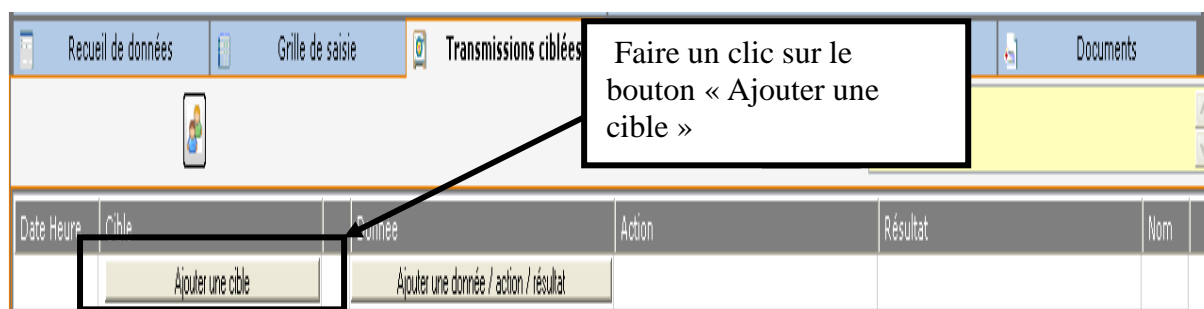 Recueil de données
Grille de saisie
Transmissions ciblées
Documents
Faire un clic sur le
bouton « Ajouter une
cible »
Date Heure
Cible
Donnée
Action
Résultat
Nom
Ajouter une cible
Ajouter une donnée / action / résultat